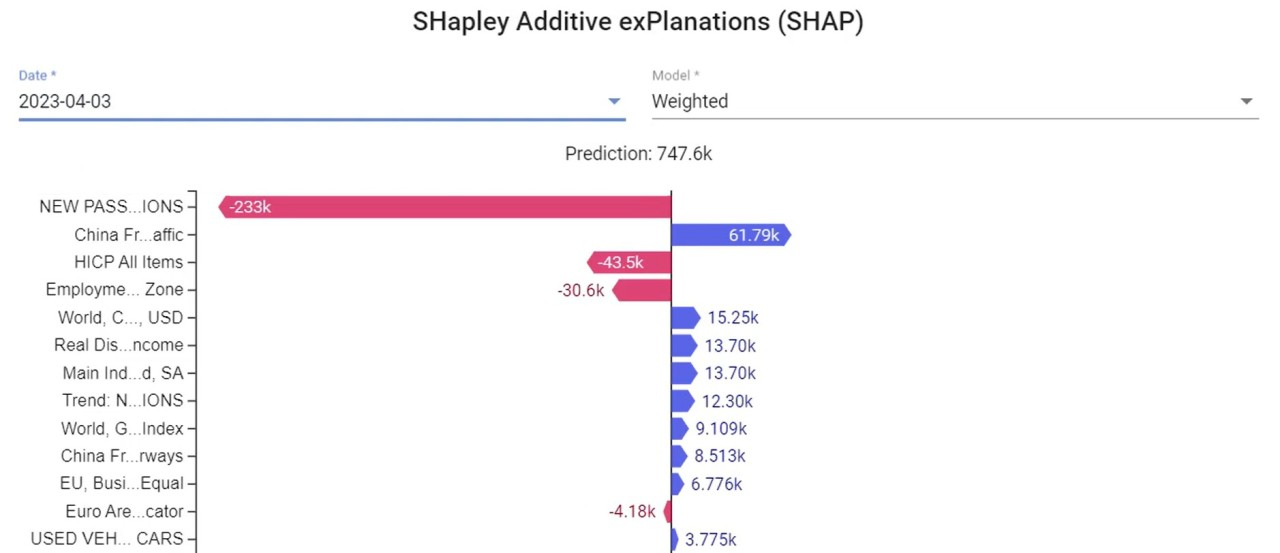 SHapley Additive exPlanations (SHAP)
Date *
Model *
2023-04-03
Weighted
Prediction: 747.6k
NEW PASS...IONS -233k
China Fr...affic 61.79k
HICP All Items -43.5k
Employme... Zone -30.6k
World, C..., USD 15.25k
Real Dis...ncome 13.70k
Main Ind...d, SA 13.70k
Trend: N...IONS 12.30k
World, G...Index 9.109k
China Fr...rways 8.513k
EU, Busi...Equal 6.776k
Euro Are...cator -4.18k
USED VEH... CARS 3.775k